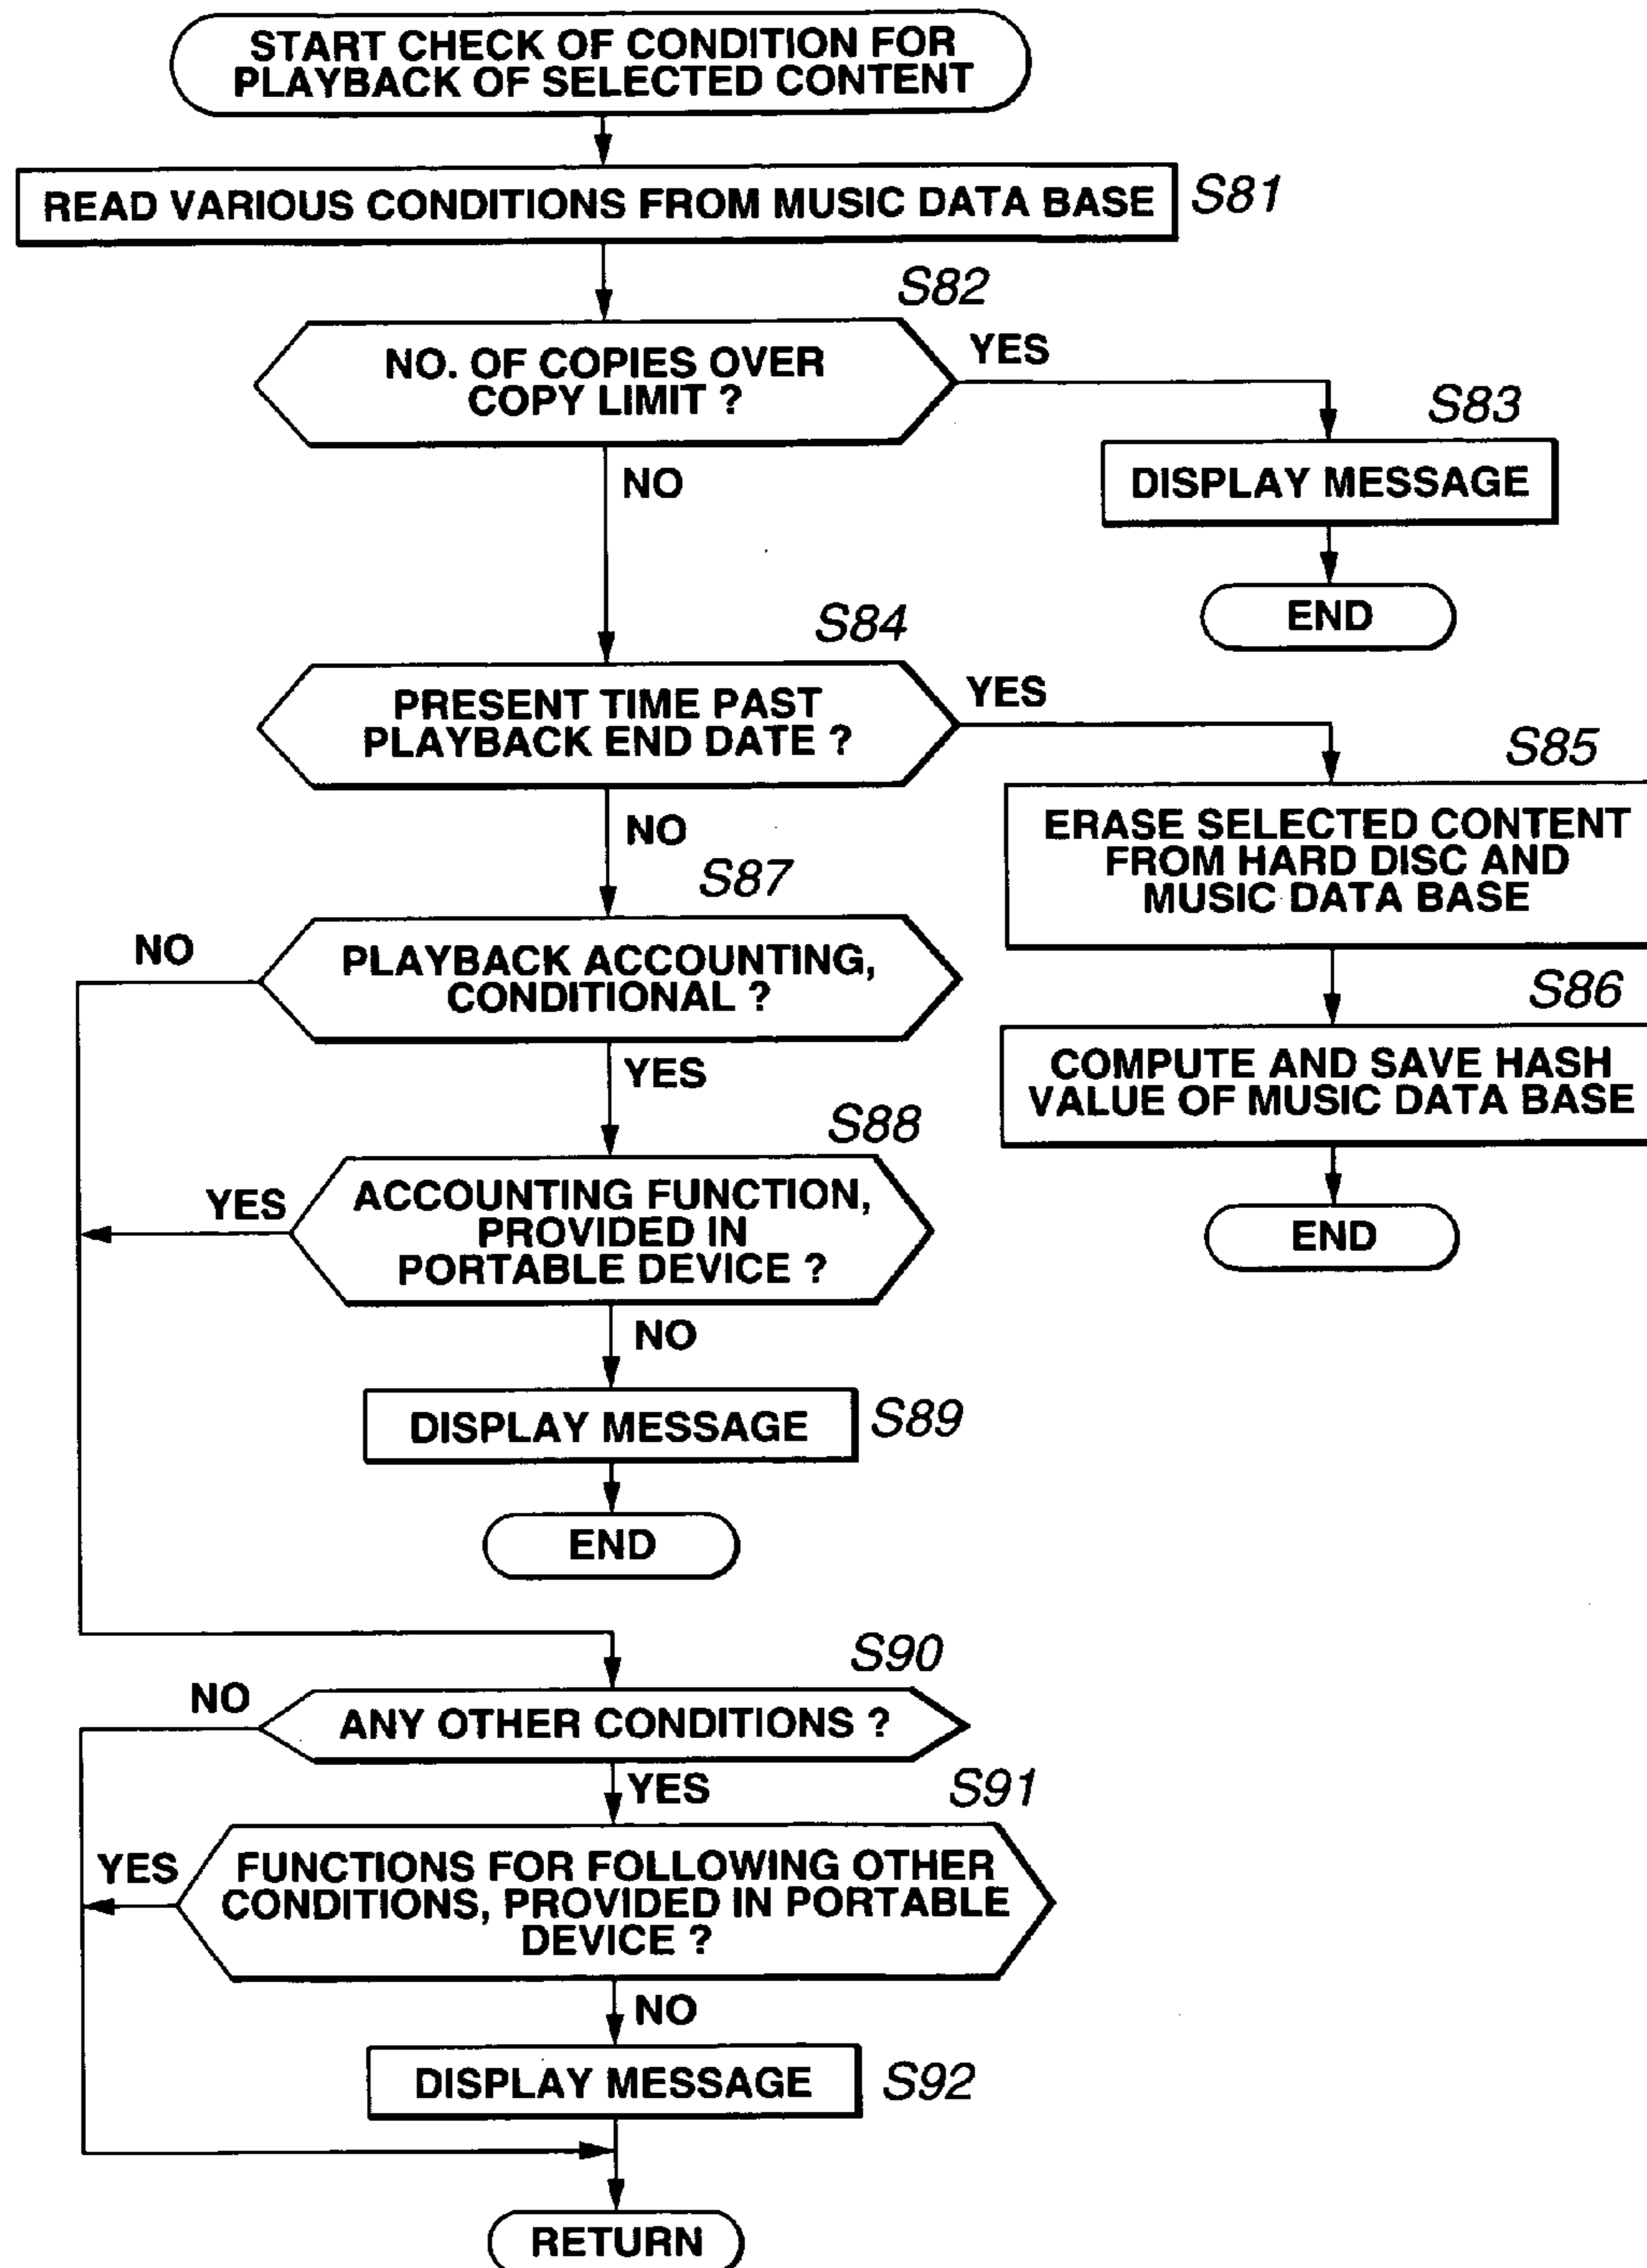 START CHECK OF CONDITION FOR
PLAYBACK OF SELECTED CONTENT
READ VARIOUS CONDITIONS FROM MUSIC DATA BASE
S81
S82
NO. OF COPIES OVER
COPY LIMIT ?
YES
NO
S83
DISPLAY MESSAGE
END
S84
PRESENT TIME PAST
PLAYBACK END DATE ?
YES
NO
S85
ERASE SELECTED CONTENT
FROM HARD DISC AND
MUSIC DATA BASE
S86
COMPUTE AND SAVE HASH
VALUE OF MUSIC DATA BASE
END
S87
NO
PLAYBACK ACCOUNTING,
CONDITIONAL ?
YES
S88
YES
ACCOUNTING FUNCTION,
PROVIDED IN
PORTABLE DEVICE ?
NO
DISPLAY MESSAGE
S89
END
S90
NO
ANY OTHER CONDITIONS ?
YES
S91
YES
FUNCTIONS FOR FOLLOWING OTHER
CONDITIONS, PROVIDED IN PORTABLE
DEVICE ?
NO
DISPLAY MESSAGE
S92
RETURN